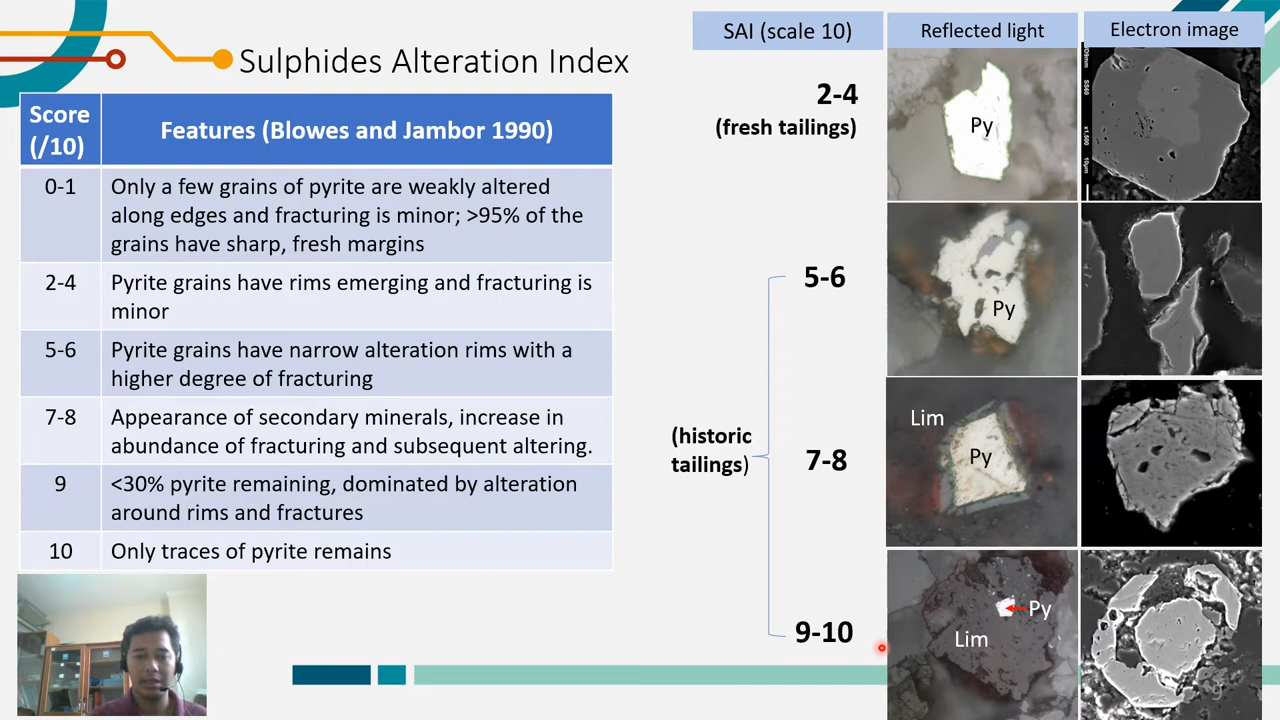 Sulphides Alteration Index
Score
(/10)
Features (Blowes and Jambor 1990)
0-1
Only a few grains of pyrite are weakly altered
along edges and fracturing is minor; >95% of the
grains have sharp, fresh margins
2-4
Pyrite grains have rims emerging and fracturing is
minor
5-6
Pyrite grains have narrow alteration rims with a
higher degree of fracturing
7-8
Appearance of secondary minerals, increase in
abundance of fracturing and subsequent altering.
9
<30% pyrite remaining, dominated by alteration
around rims and fractures
10
Only traces of pyrite remains
SAI (scale 10)
Reflected light
Electron image
2-4
(fresh tailings)
Py
SS60
x1,500
10μm
5-6
Py
(historic
tailings)
7-8
Lim
Py
9-10
Py
Lim